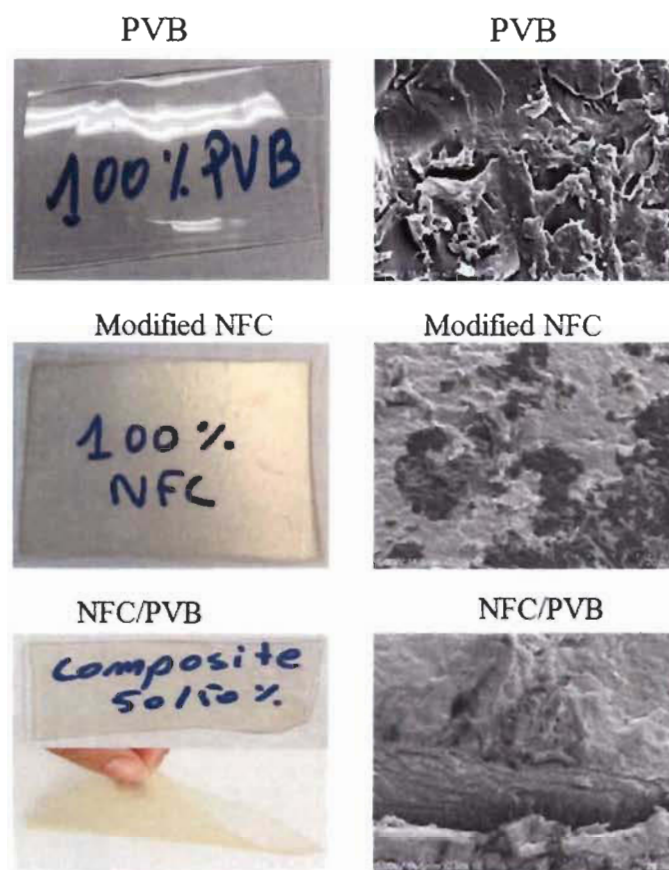 PVB
PVB
100 % PVB
Modified NFC
Modified NFC
100 %
NFC
NFC/PVB
NFC/PVB
composite
50/50 %